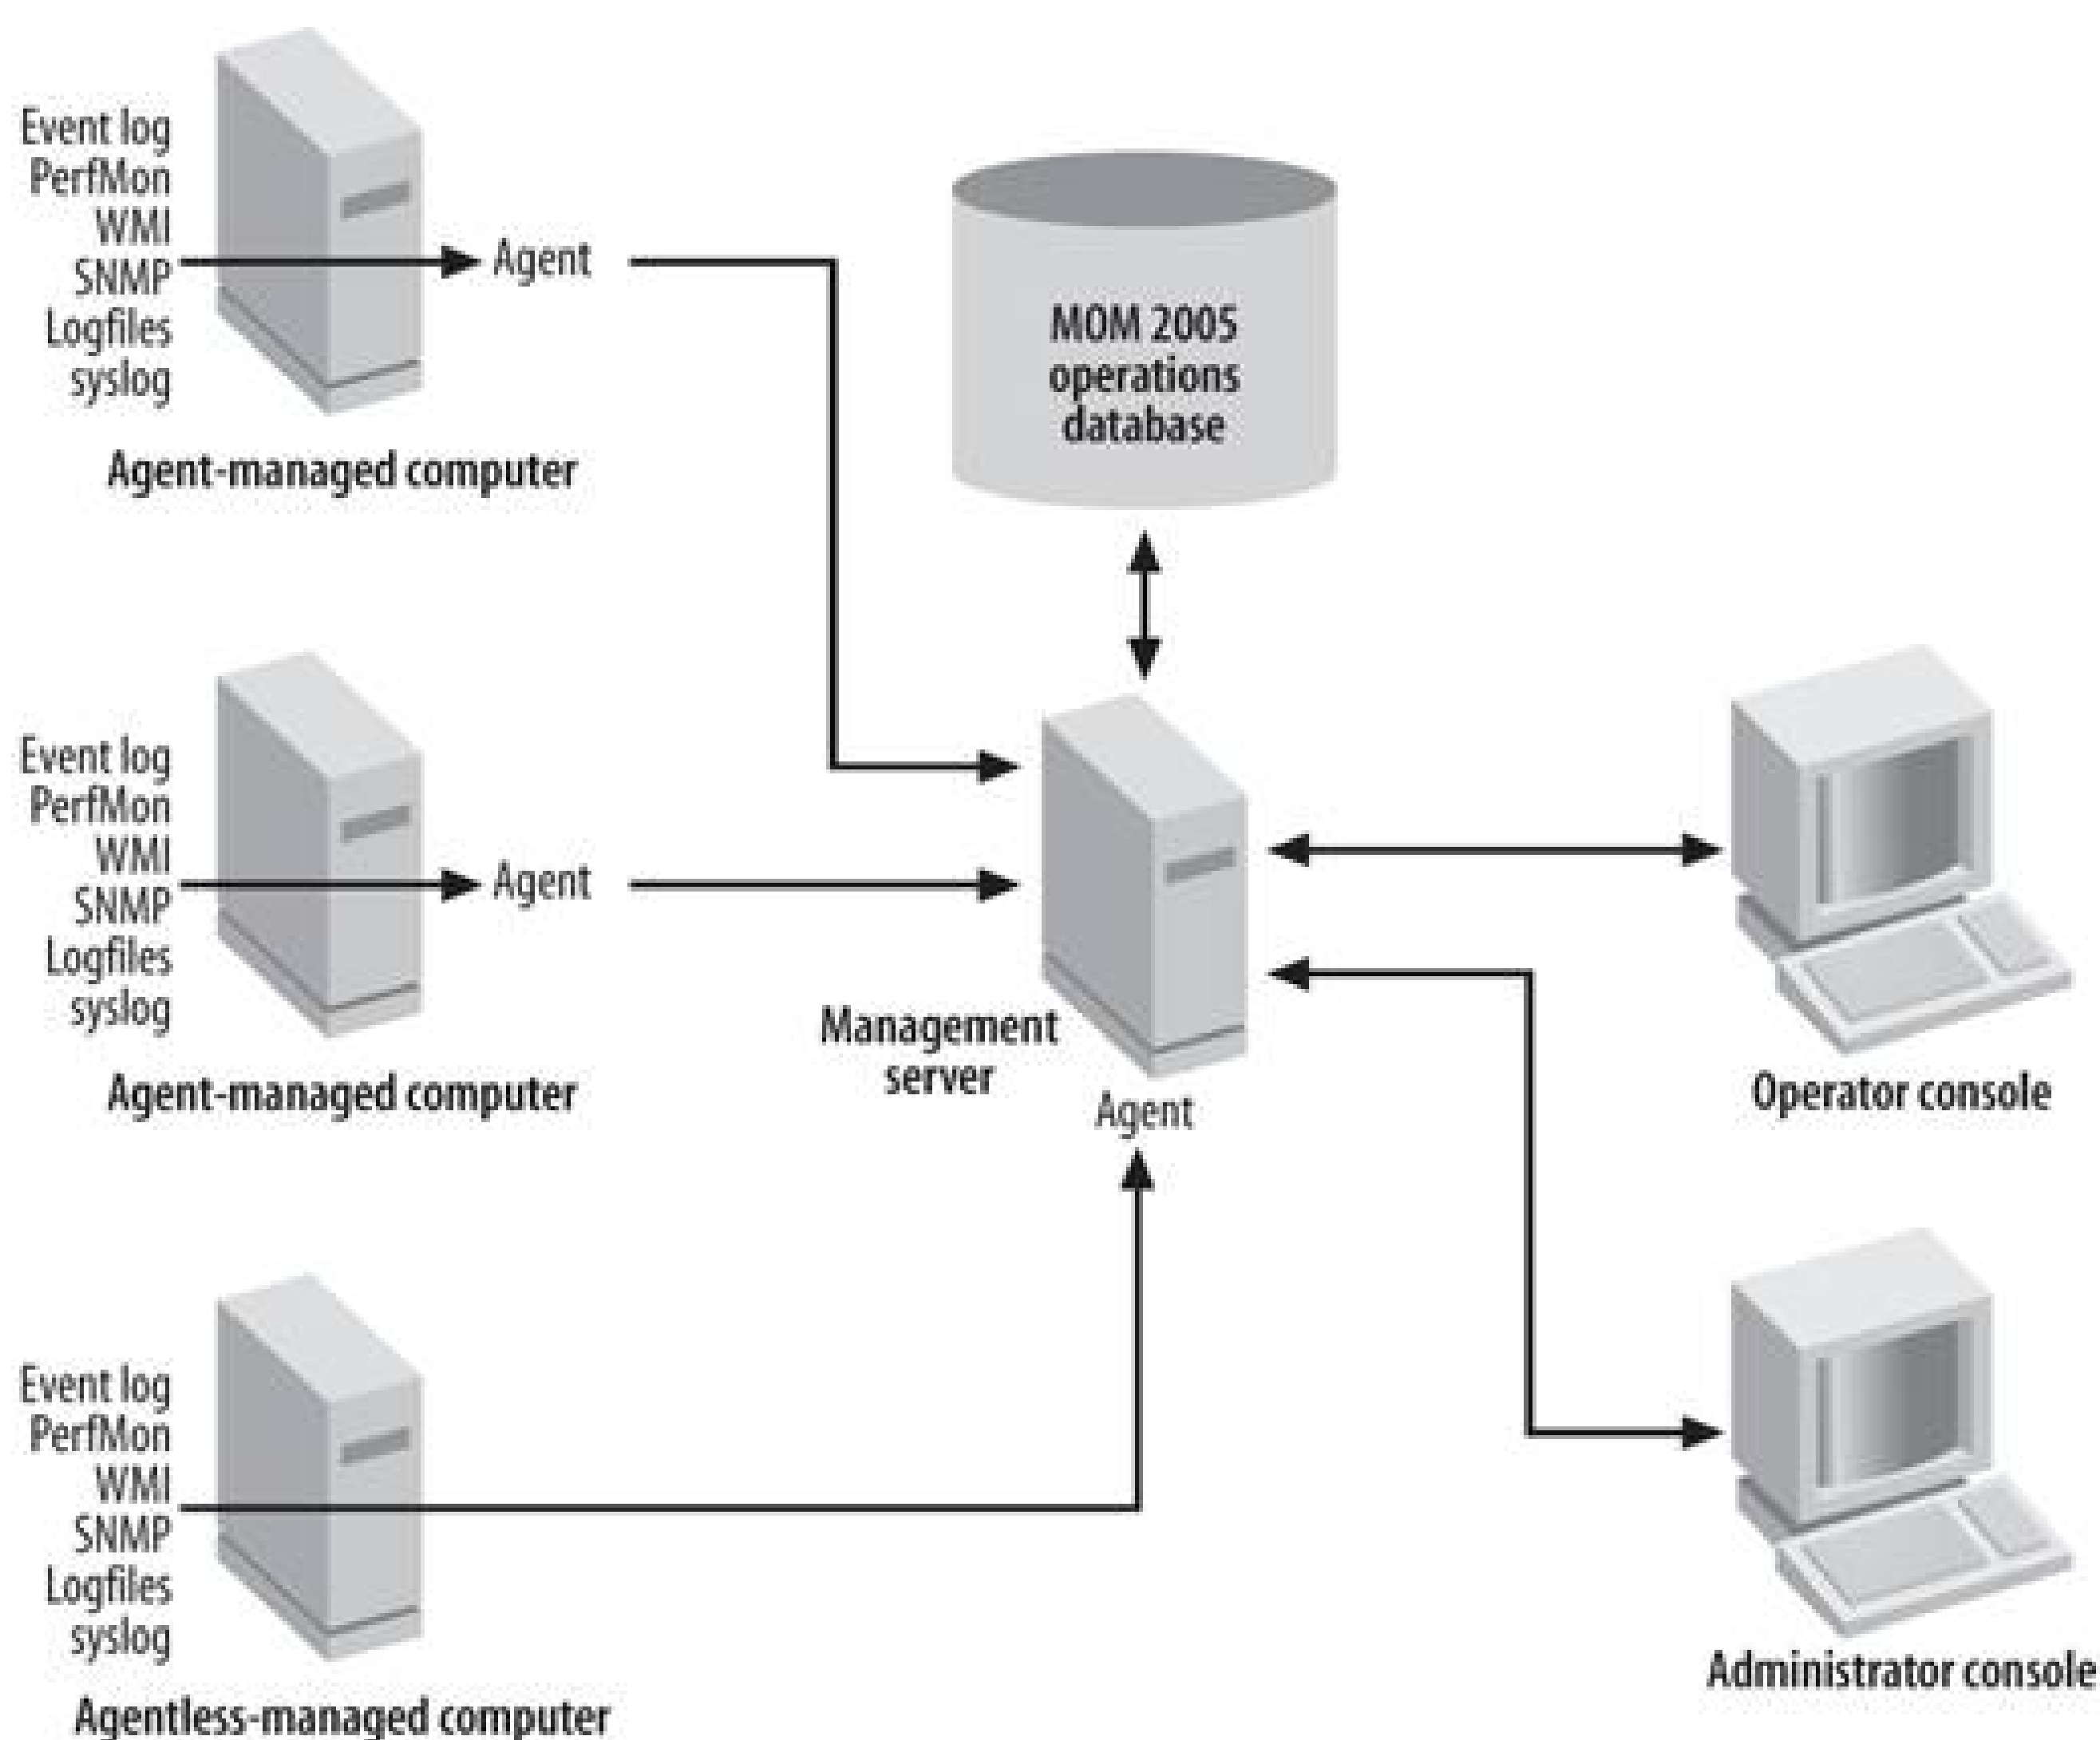 Event log
PerfMon
WMI
SNMP
Logfiles
syslog
Agent
Agent-managed computer
MOM 2005
operations
database
Event log
PerfMon
WMI
SNMP
Logfiles
syslog
Agent
Agent-managed computer
Management
server
Agent
Operator console
Event log
PerfMon
WMI
SNMP
Logfiles
syslog
Agentless-managed computer
Administrator console